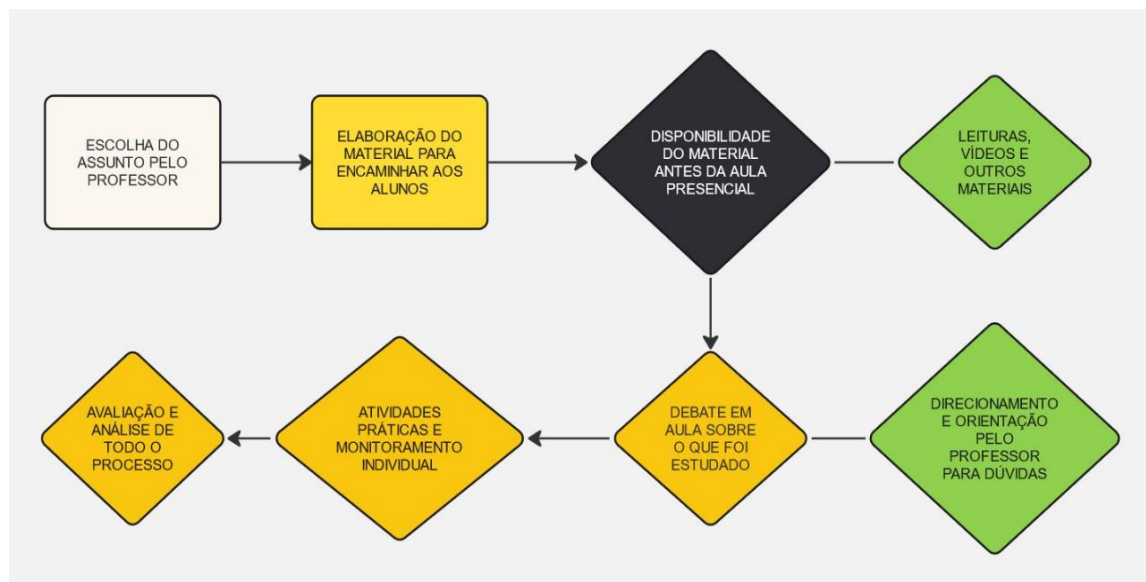 ESCOLHA DO
ASSUNTO PELO
PROFESSOR
ELABORAÇÃO DO
MATERIAL PARA
ENCAMINHAR AOS
ALUNOS
DISPONIBILIDADE
DO MATERIAL
ANTES DA AULA
PRESENCIAL
LEITURAS,
VÍDEOS E
OUTROS
MATERIAIS
AVALIAÇÃO E
ANÁLISE DE
TODO O
PROCESSO
ATIVIDADES
PRÁTICAS E
MONITORAMENTO
INDIVIDUAL
DEBATE EM
AULA SOBRE
O QUE FOI
ESTUDADO
DIRECIONAMENTO
E ORIENTAÇÃO
PELO
PROFESSOR
PARA DÚVIDAS